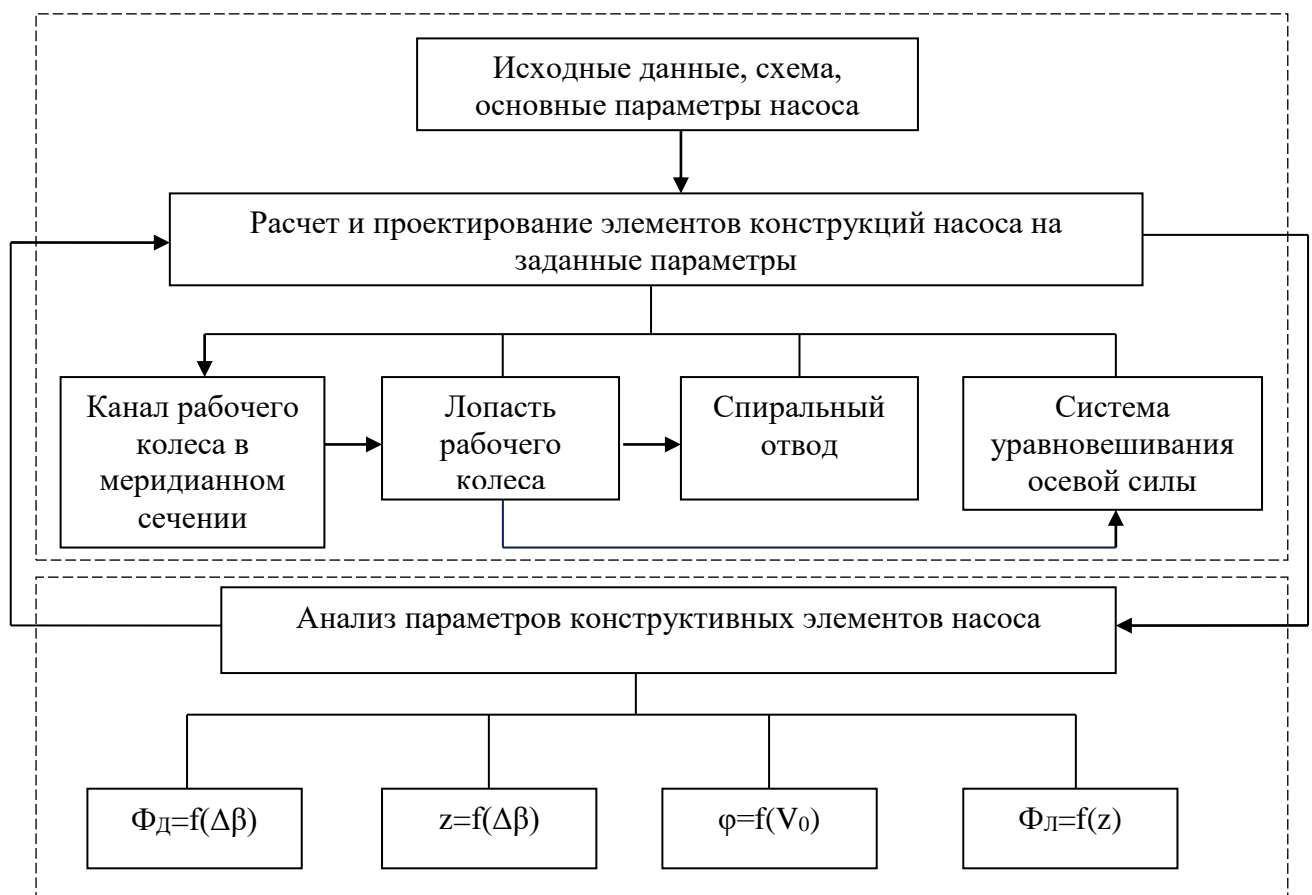 Исходные данные, схема,
основные параметры насоса
Расчет и проектирование элементов конструкций насоса на
заданные параметры
Канал рабочего
колеса в
меридианном
сечении
Лопасть
рабочего
колеса
Спиральный
отвод
Система
уравновешивания
осевой силы
Анализ параметров конструктивных элементов насоса
ФД=f(Δβ)
z=f(Δβ)
φ=f(V0)
ФЛ=f(z)